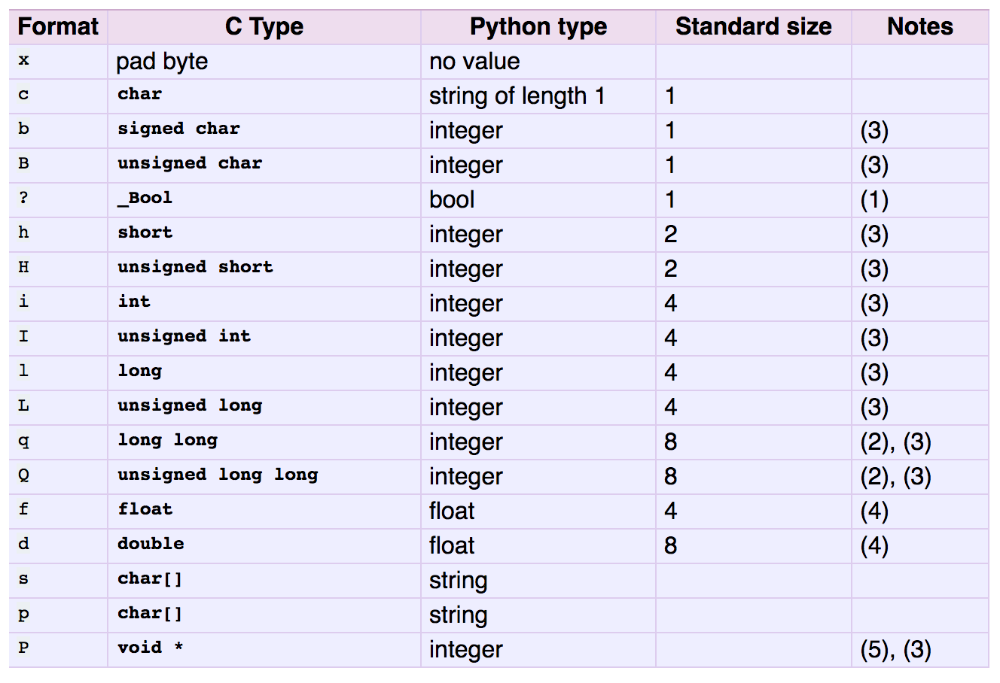 Format C Type Python type Standard size Notes
x pad byte no value
c char string of length 1 1
b signed char integer 1 (3)
B unsigned char integer 1 (3)
? _Bool bool 1 (1)
h short integer 2 (3)
H unsigned short integer 2 (3)
i int integer 4 (3)
I unsigned int integer 4 (3)
l long integer 4 (3)
L unsigned long integer 4 (3)
q long long integer 8 (2), (3)
Q unsigned long long integer 8 (2), (3)
f float float 4 (4)
d double float 8 (4)
s char[] string
p char[] string
P void * integer (5), (3)